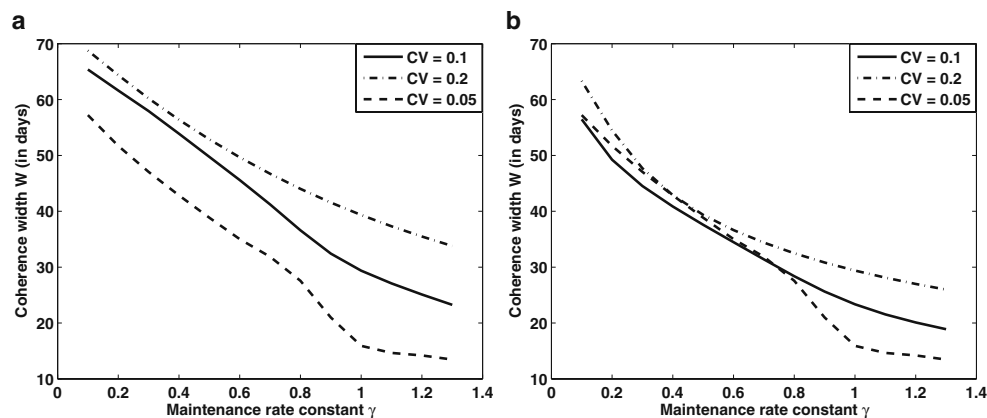 a
70
60
50
40
30
20
10
Coherence width W (in days)
0
0.2
0.4
0.6
0.8
1
1.2
1.4
Maintenance rate constant γ
CV = 0.1
CV = 0.2
CV = 0.05
b
70
60
50
40
30
20
10
Coherence width W (in days)
0
0.2
0.4
0.6
0.8
1
1.2
1.4
Maintenance rate constant γ
CV = 0.1
CV = 0.2
CV = 0.05